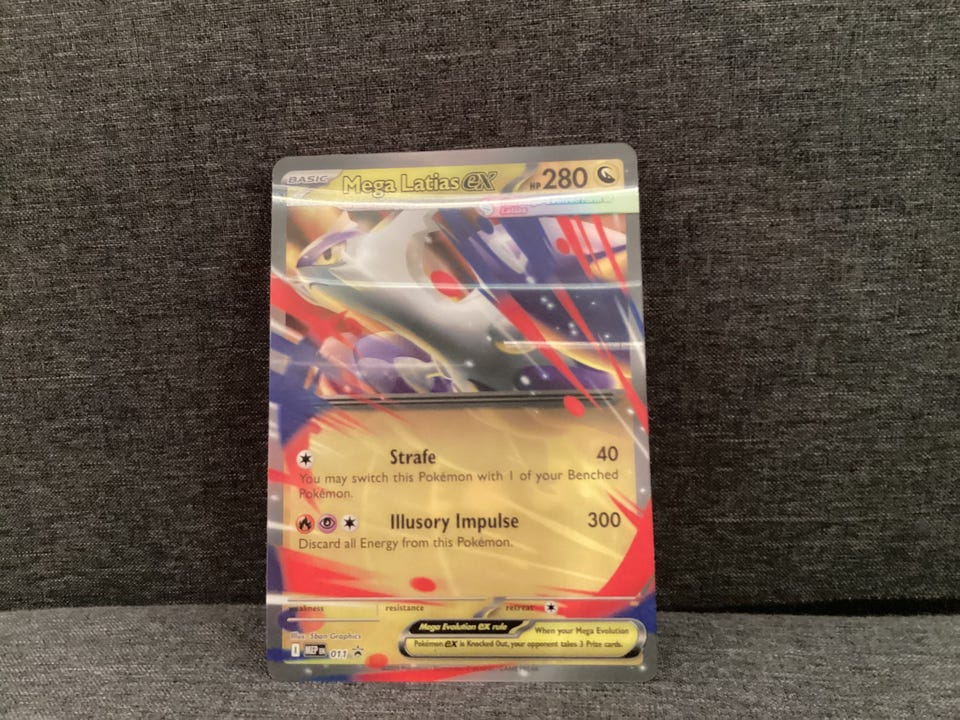 BASIC
Mega Latias ex
HP 280
Latias
Strafe 40
You may switch this Pokémon with 1 of your Benched
Pokémon.
Illusory Impulse 300
Discard all Energy from this Pokémon.
weakness resistance retreat
Illus. 5ban Graphics
Mega Evolution ex rule When your Mega Evolution
Pokémon ex is Knocked Out, your opponent takes 3 Prize cards.
MEP EN 011